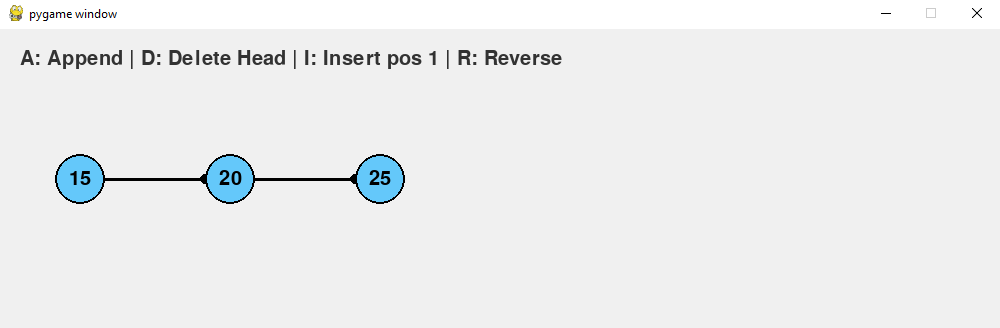 pygame window
A: Append | D: Delete Head | I: Insert pos 1 | R: Reverse
15 20 25